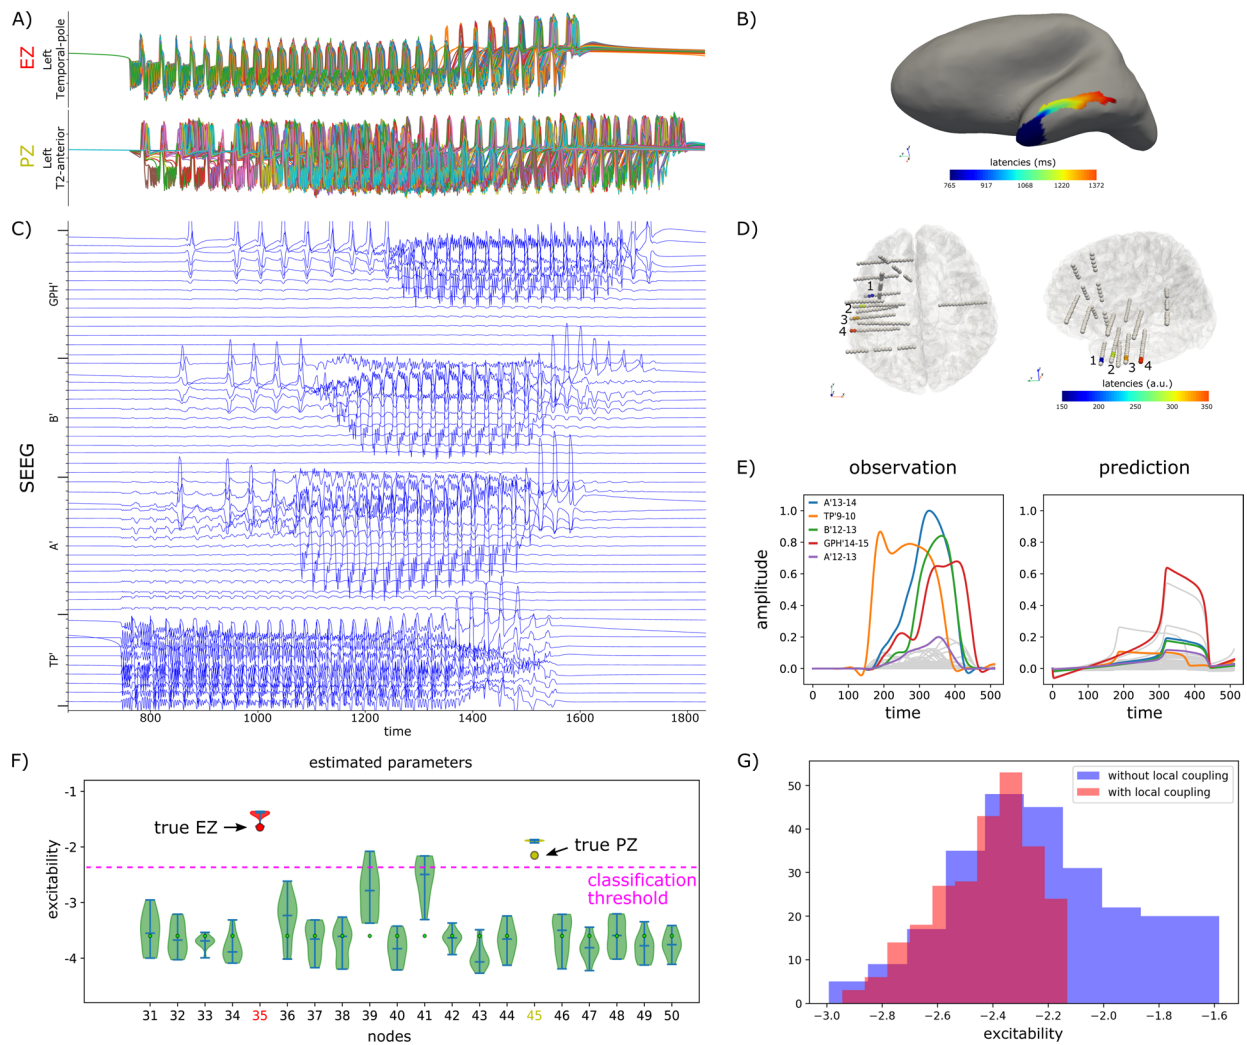 A)
EZ
Left
Temporal-pole
PZ
Left
T2-anterior
B)
latencies (ms)
765 917 1068 1220 1372
C)
SEEG
GPH'
B'
A'
TP'
800 1000 1200 1400 1600 1800
time
D)
1
2
3
4
1
2
3
4
latencies (a.u.)
150 200 250 300 350
E)
observation
prediction
amplitude
1.0
0.8
0.6
0.4
0.2
0.0
A'13-14
TP'9-10
B'12-13
GPH'14-15
A'12-13
0 100 200 300 400 500
time
1.0
0.8
0.6
0.4
0.2
0.0
0 100 200 300 400 500
time
F)
estimated parameters
excitability
-1
-2
-3
-4
true EZ
true PZ
classification
threshold
31 32 33 34 35 36 37 38 39 40 41 42 43 44 45 46 47 48 49 50
nodes
G)
without local coupling
with local coupling
50
40
30
20
10
0
−3.0 −2.8 −2.6 −2.4 −2.2 −2.0 −1.8 −1.6
excitability